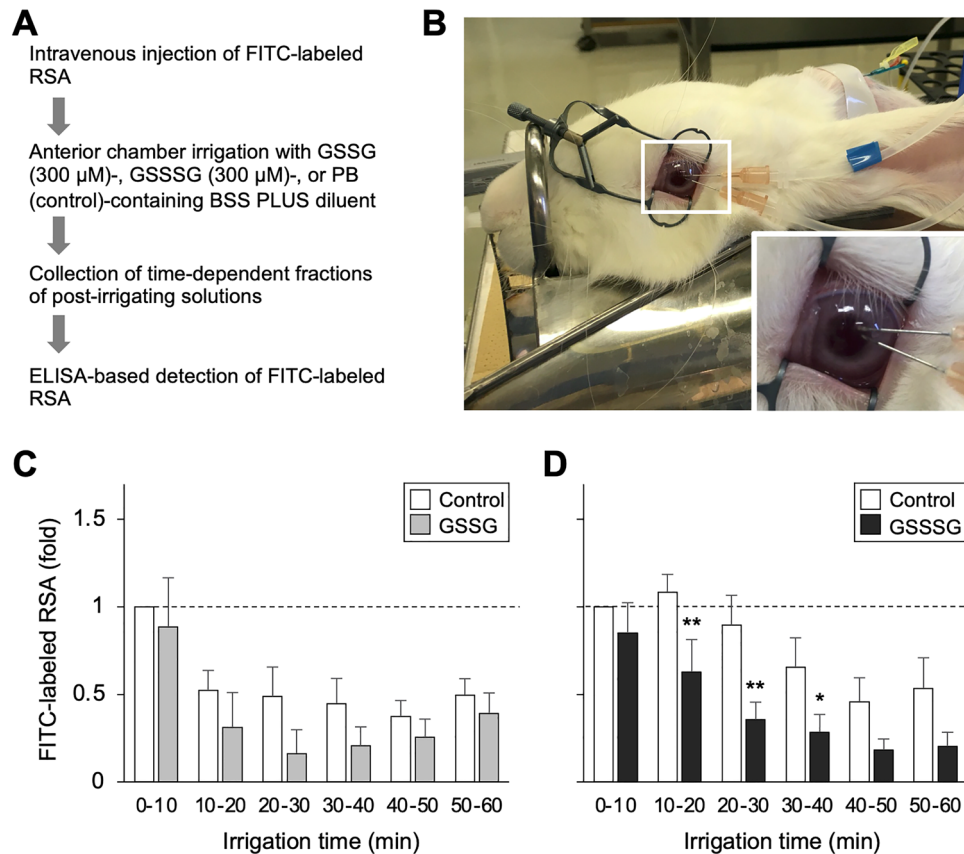 A
Intravenous injection of FITC-labeled
RSA
Anterior chamber irrigation with GSSG
(300 µM)-, GSSSG (300 µM)-, or PB
(control)-containing BSS PLUS diluent
Collection of time-dependent fractions
of post-irrigating solutions
ELISA-based detection of FITC-labeled
RSA
B
C
Control
GSSG
FITC-labeled RSA (fold)
1.5
1
0.5
0
0-10 10-20 20-30 30-40 40-50 50-60
Irrigation time (min)
D
Control
GSSSG
**
**
*
0-10 10-20 20-30 30-40 40-50 50-60
Irrigation time (min)